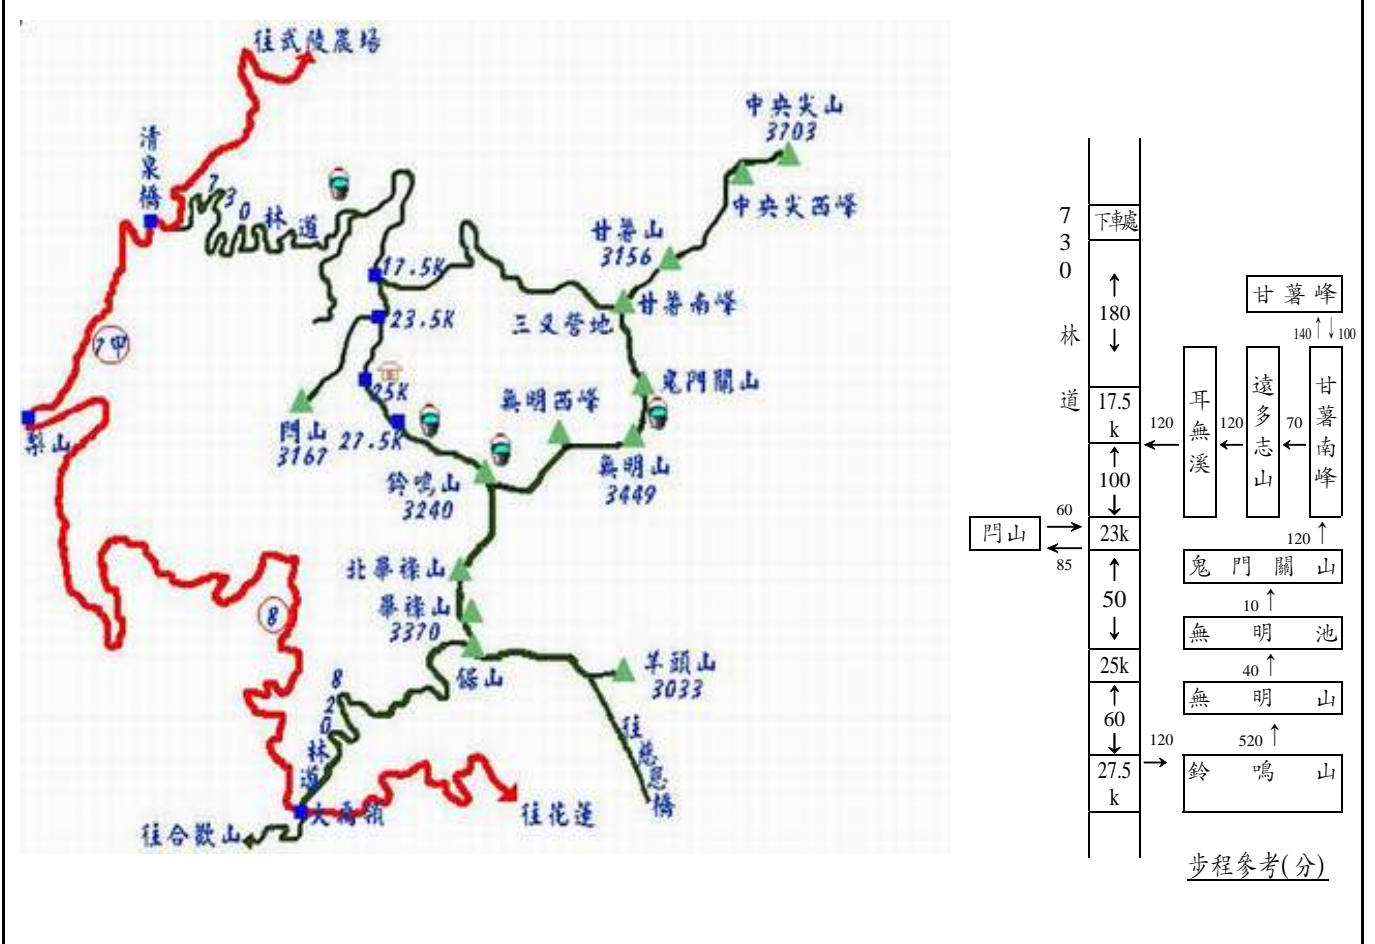 往武陵農場
清泉橋
730林道
中央尖山
3703
中央尖西峰
甘薯山
3156
甘薯南峰
三叉營地
17.5K
23.5K
25K
27.5K
7甲
梨山
閂山
3167
無明西峰
鬼門關山
無明山
3449
鈴鳴山
3240
北畢祿山
畢祿山
3370
鋸山
羊頭山
3033
往慈恩橋
8
820林道
大禹嶺
往合歡山
往花蓮
730林道
下車處
180
17.5
k
100
23k
50
25k
60
27.5
k
閂山
60
85
120
耳無溪
120
遠多志山
70
甘薯南峰
甘薯峰
140
100
120
鬼門關山
10
無明池
40
無明山
520
120
鈴鳴山
步程參考(分)